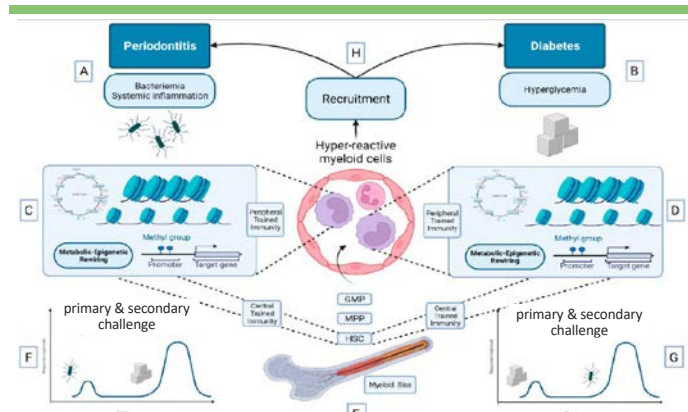 Periodontitis
H
Diabetes
A
B
Bacteriemia
Systemic inflammation
Recruitment
Hyperglycemia
Hyper-reactive
myeloid cells
C
Peripheral
Trained
Immunity
Methyl group
Metabolic-Epigenetic
Rewiring
Promoter
Target gene
Peripheral
Trained
Immunity
D
Methyl group
Metabolic-Epigenetic
Rewiring
Promoter
Target gene
primary & secondary
challenge
Central
Trained
Immunity
GMP
MPP
HSC
Central
Trained
Immunity
primary & secondary
challenge
F
G
Myeloid Bias